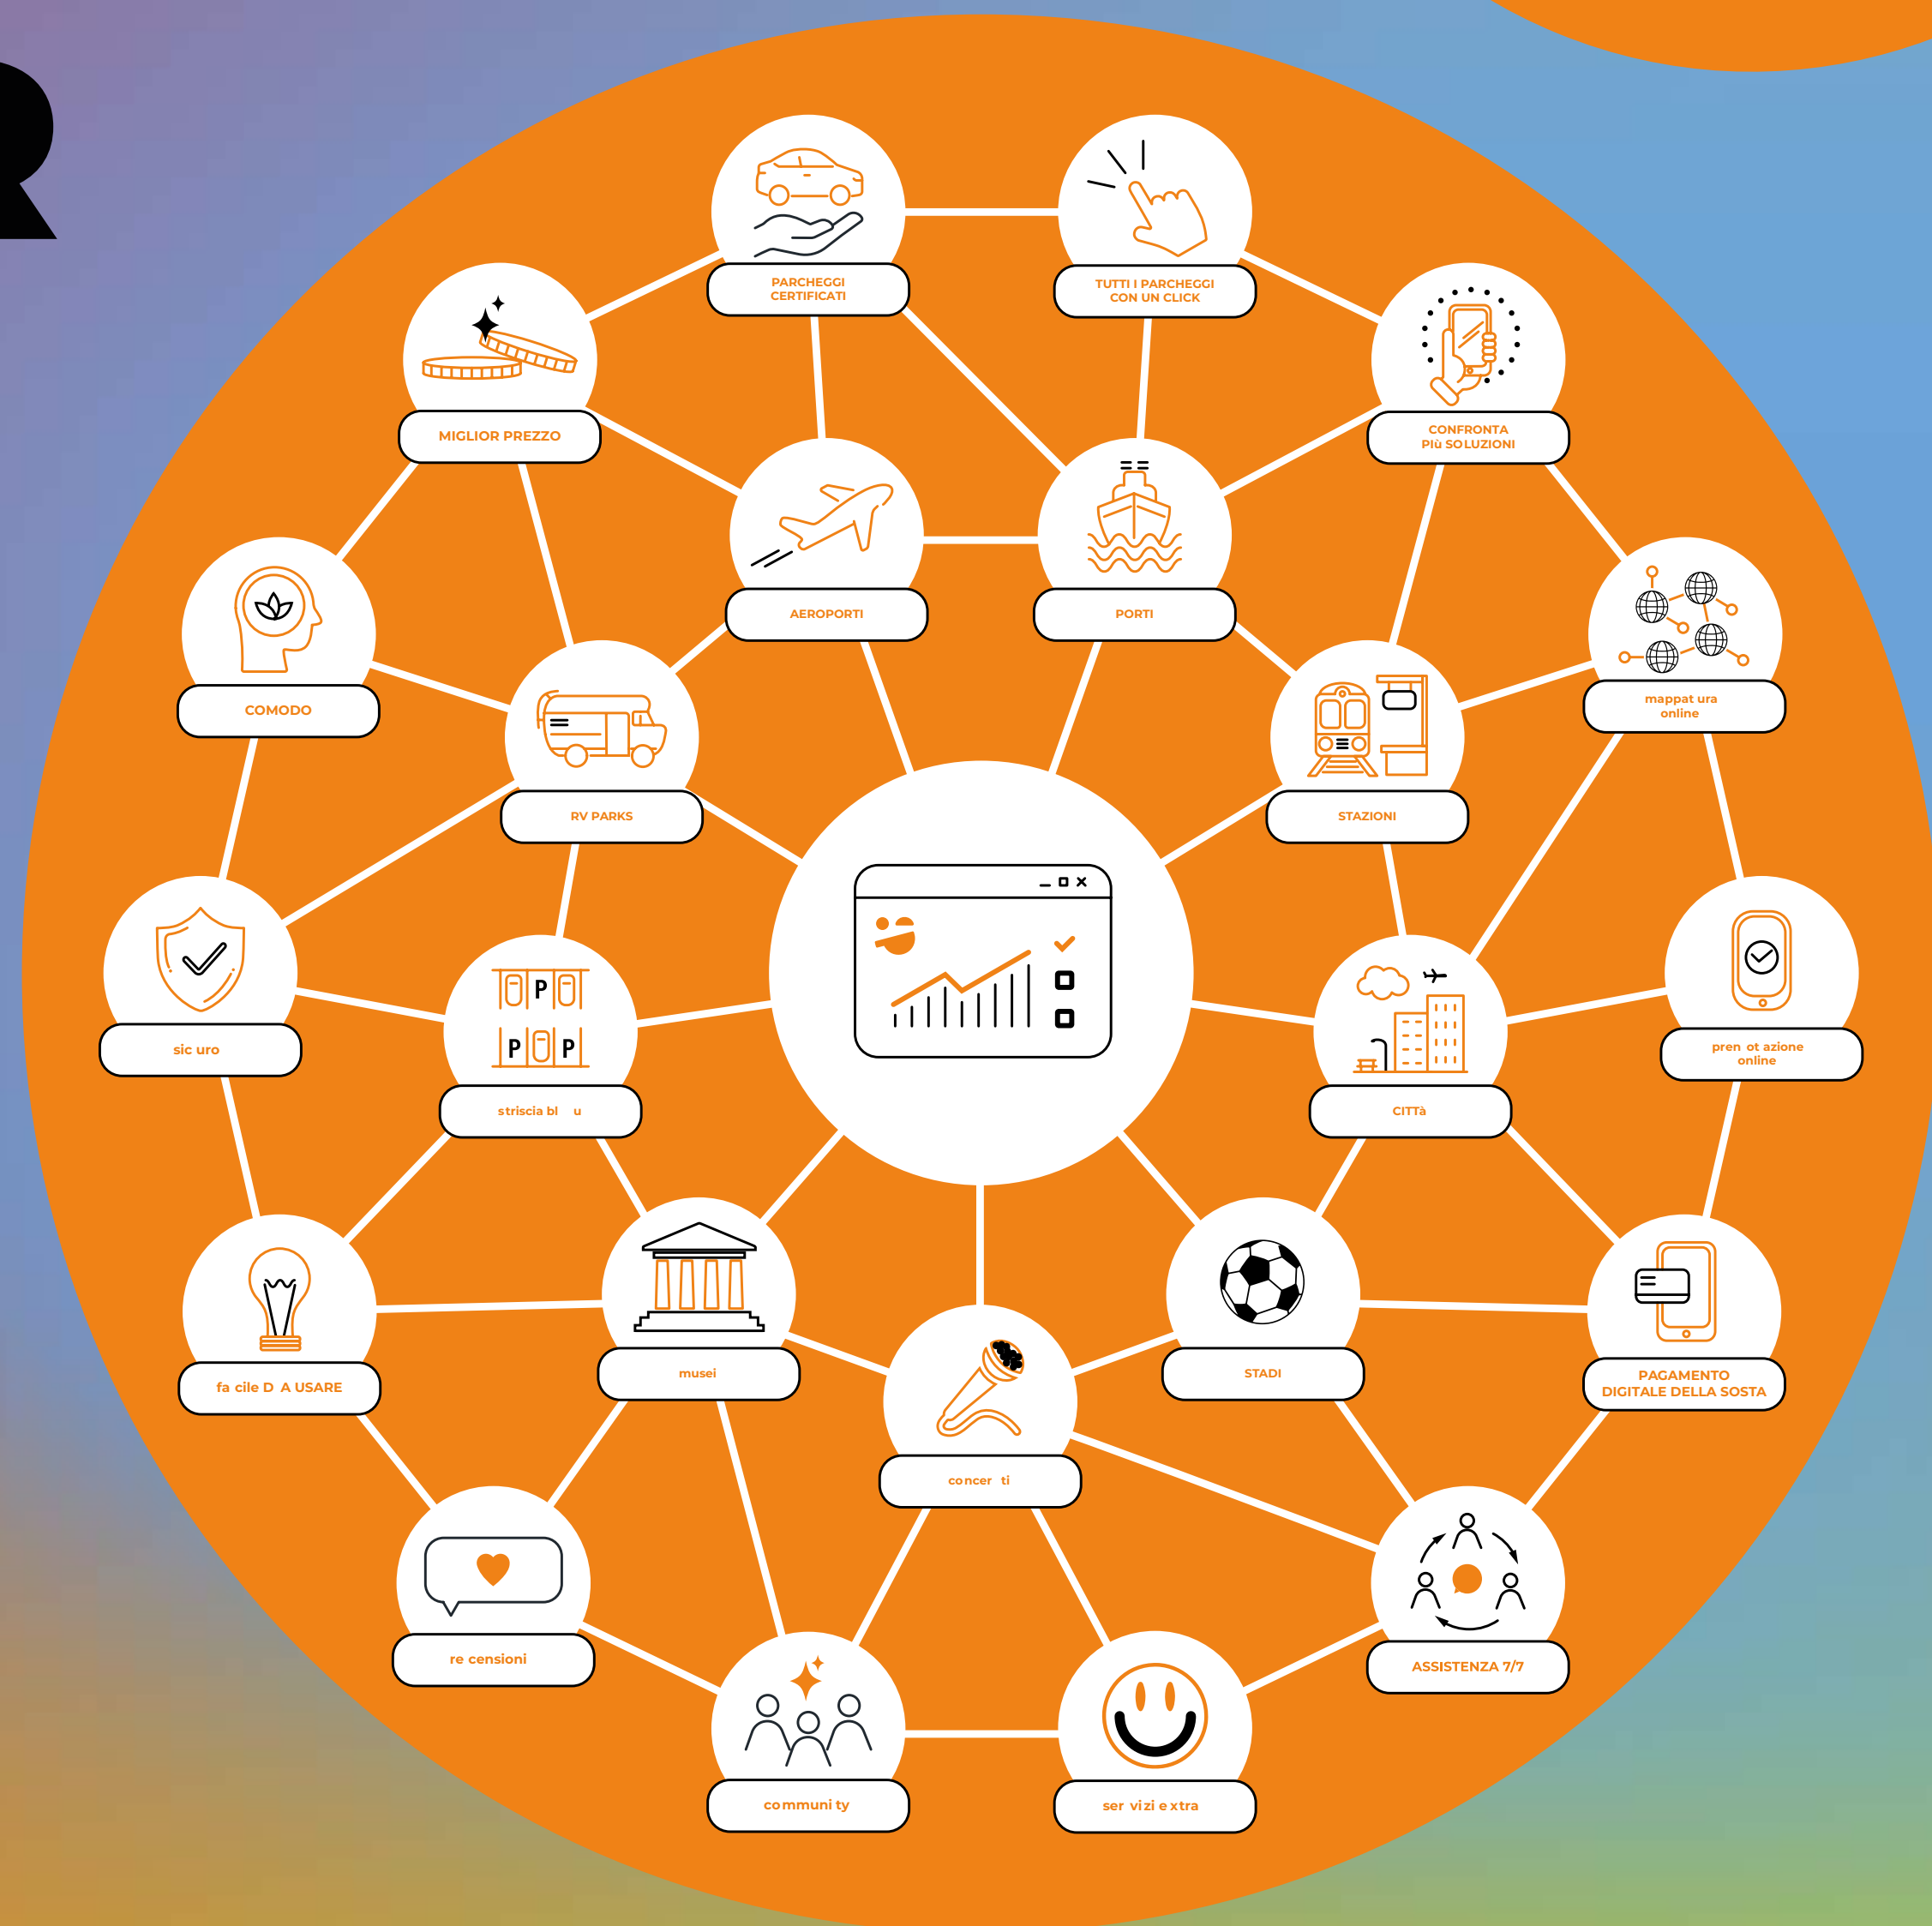 R
PARCHEGGI
CERTIFICATI
TUTTI I PARCHEGGI
CON UN CLICK
MIGLIOR PREZZO
CONFRONTA
PIù SOLUZIONI
AEROPORTI
PORTI
COMODO
mappat ura
online
RV PARKS
STAZIONI
sic uro
P
P P
striscia bl u
CITTà
pren ot azione
online
fa cile D A USARE
musei
STADI
PAGAMENTO
DIGITALE DELLA SOSTA
concer ti
re censioni
ASSISTENZA 7/7
communi ty
ser vizi e xtra